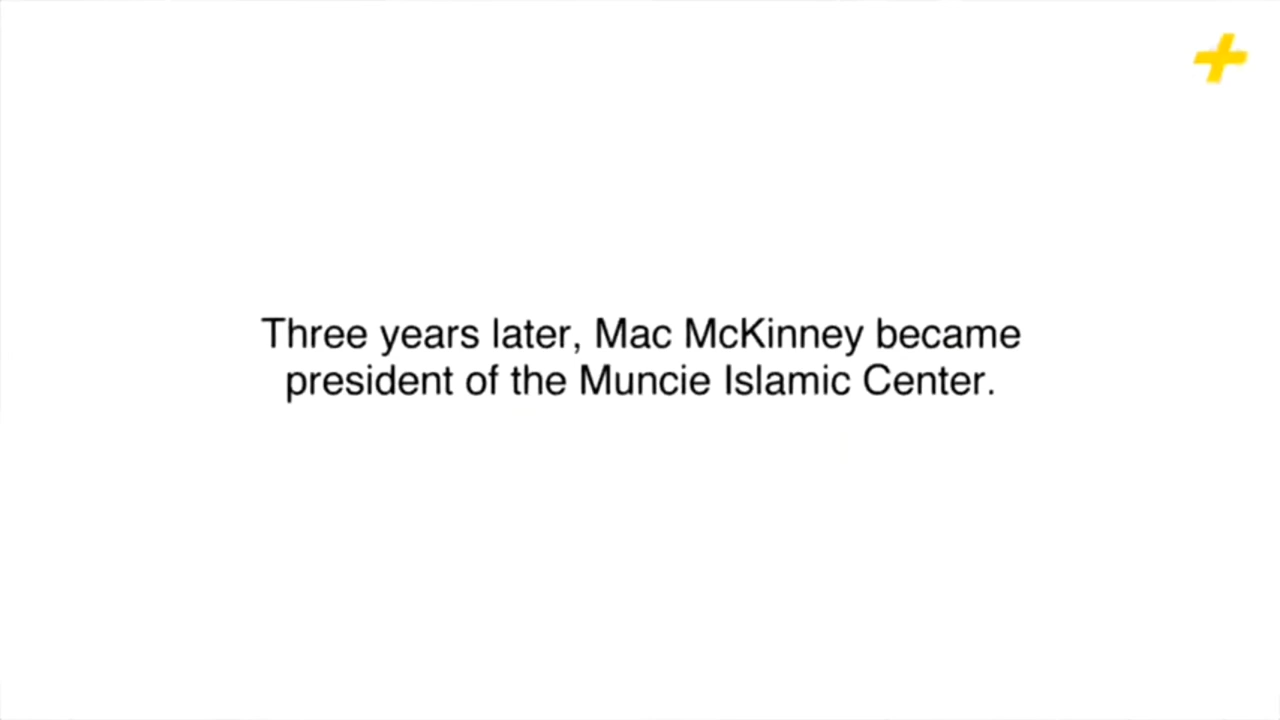 Three years later, Mac McKinney became
president of the Muncie Islamic Center.